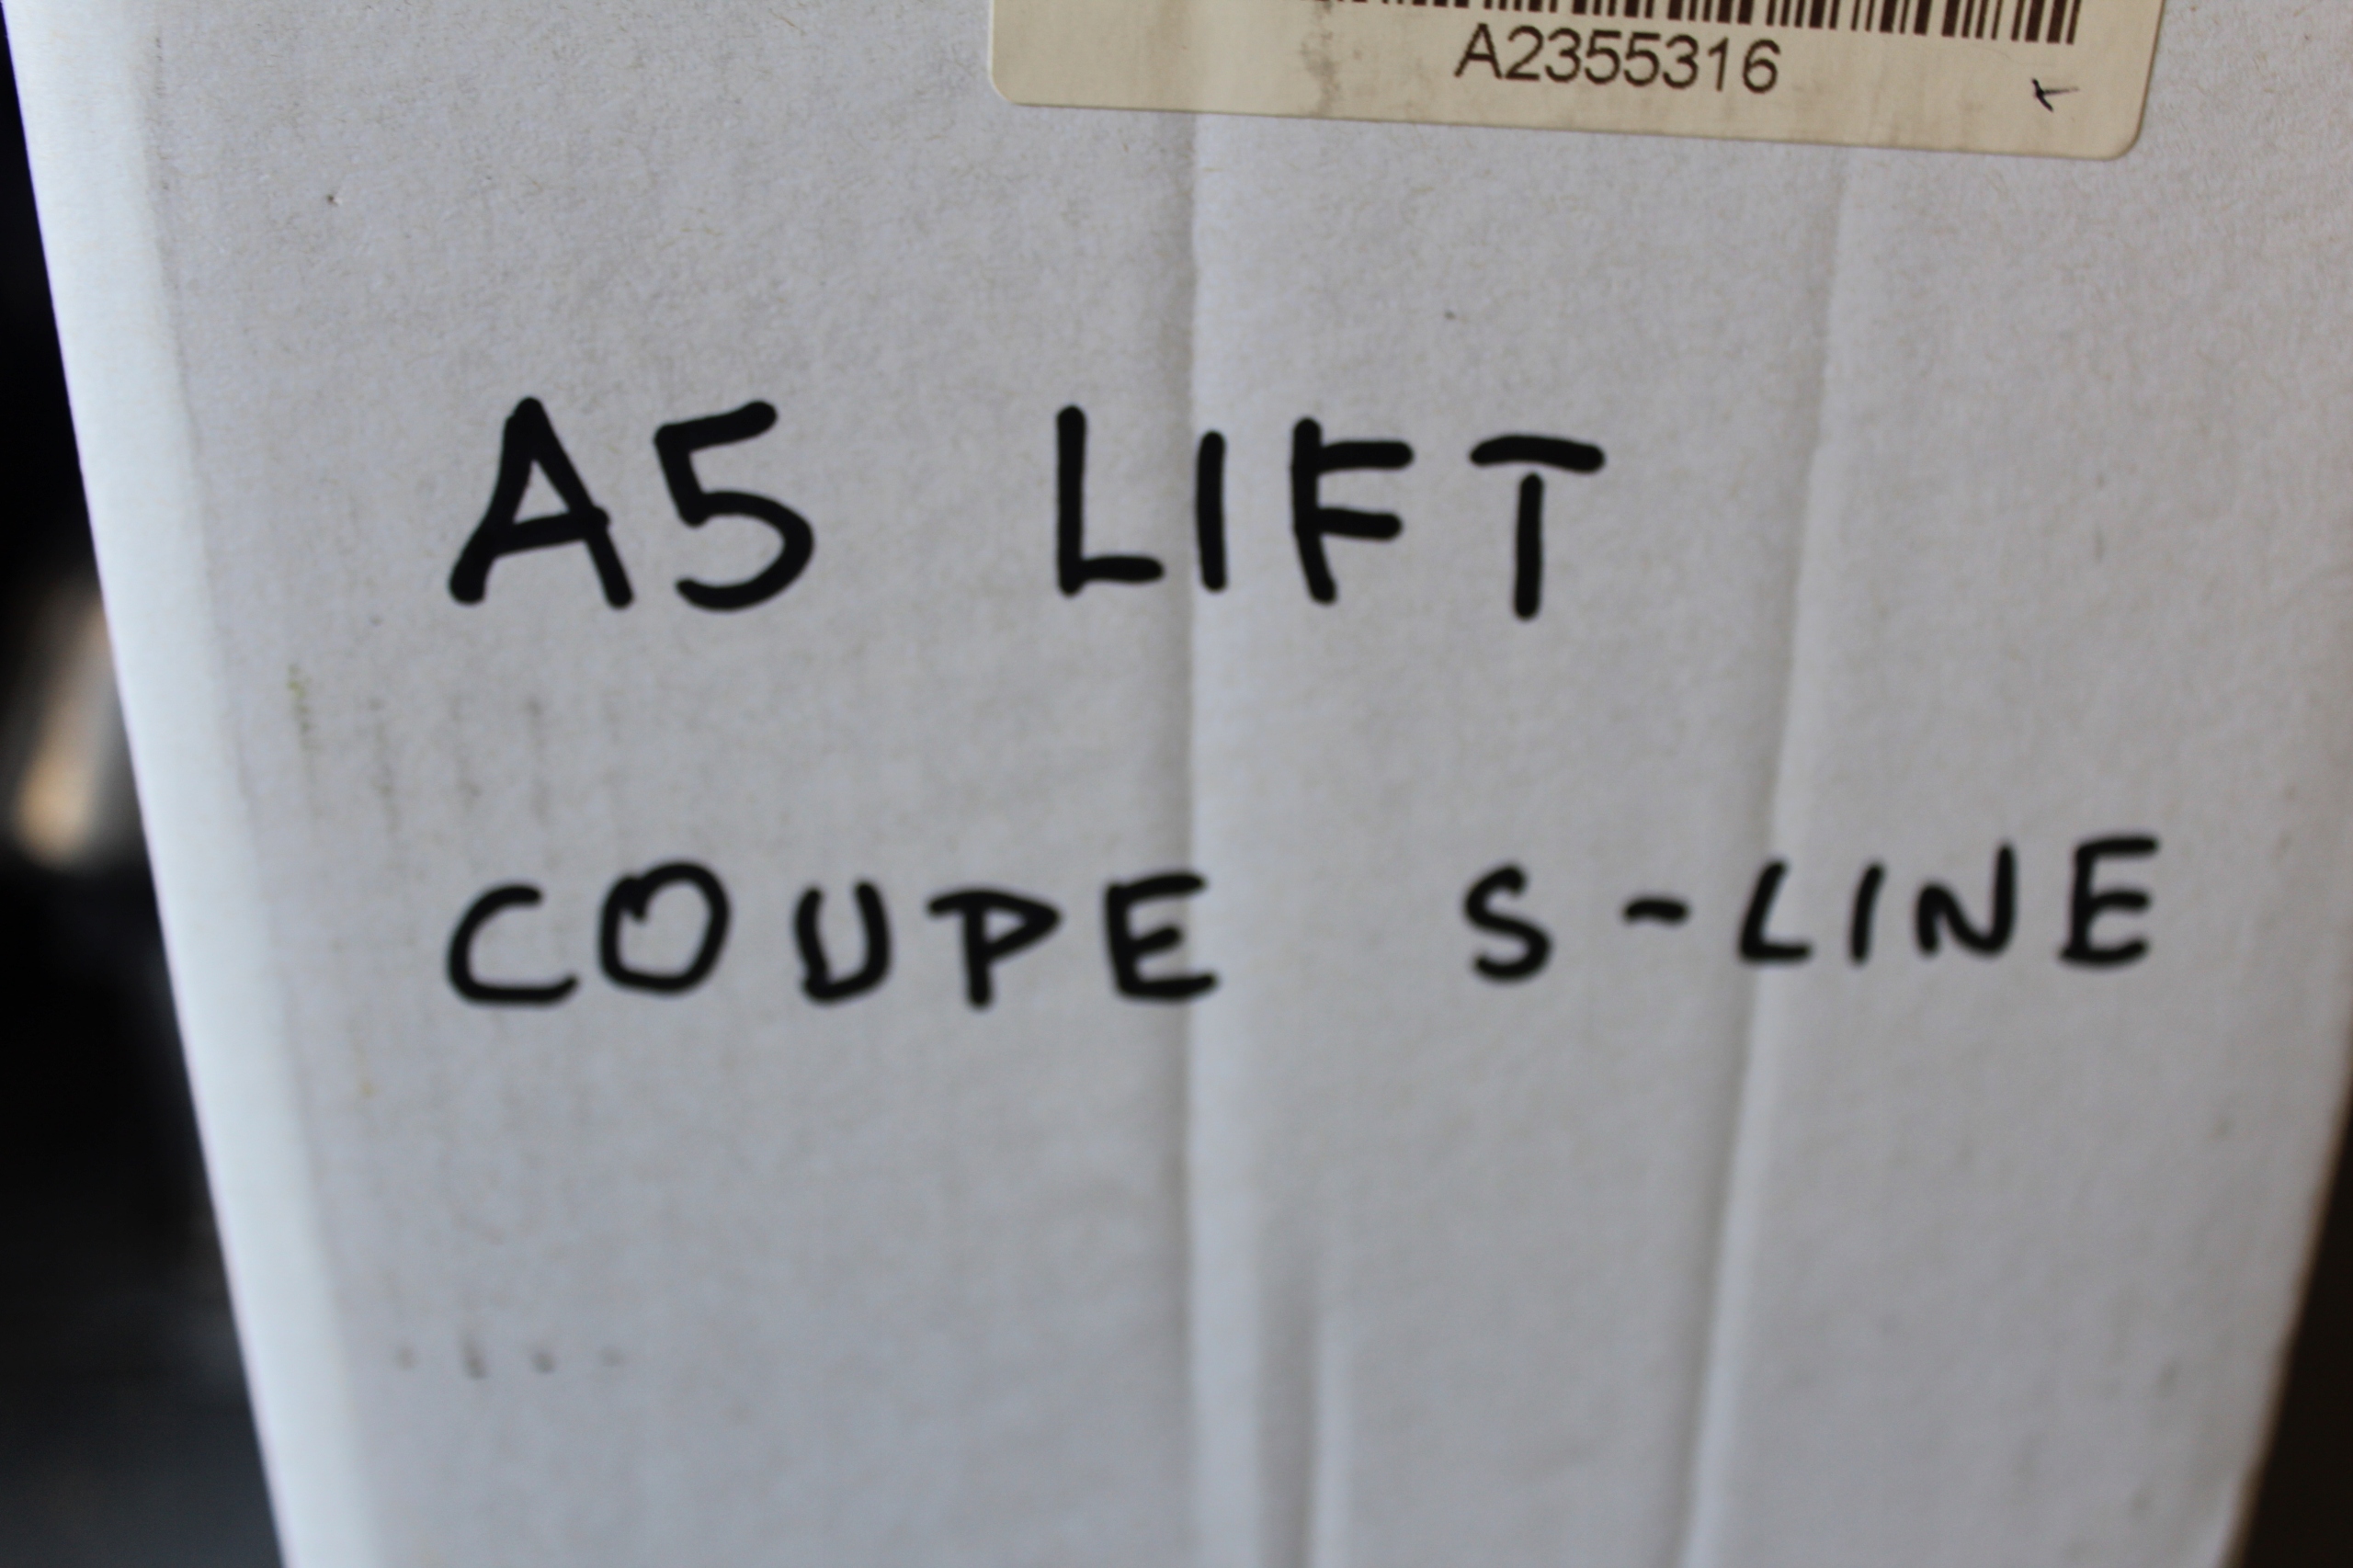 A2355316
A5 LIFT
COUPE S-LINE